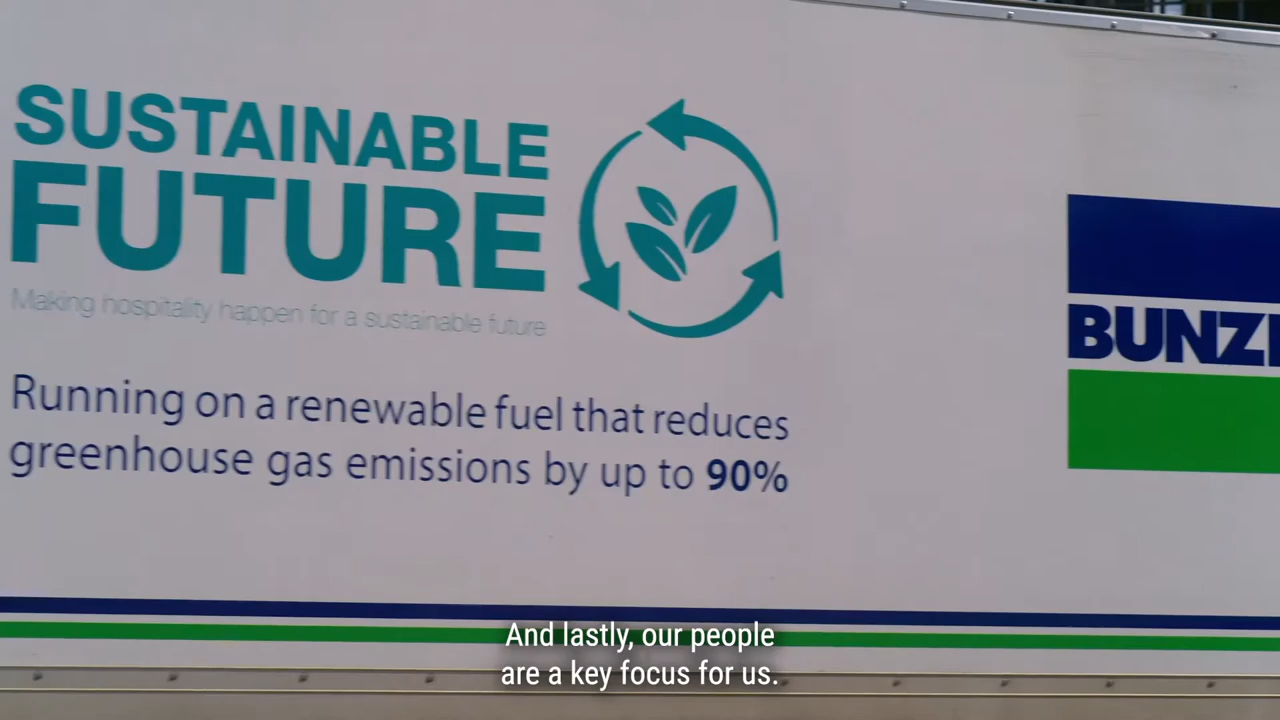 SUSTAINABLE
FUTURE
Making hospitality happen for a sustainable future
Running on a renewable fuel that reduces
greenhouse gas emissions by up to 90%
BUNZ
And lastly, our people
are a key focus for us.